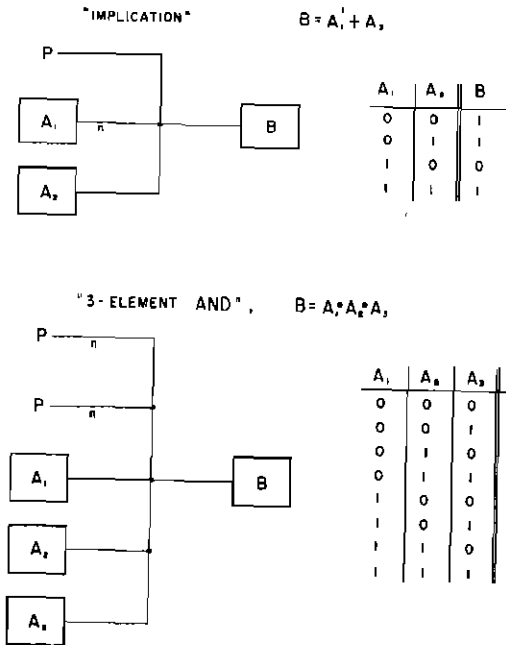 "IMPLICATION" B = A₁' + A₂
P
A₁ n B
A₂
A₁ A₂ B
0 0 1
0 1 1
1 0 0
1 1 1
"3-ELEMENT AND", B = A₁•A₂•A₃
P n
P n
A₁ B
A₂
A₃
A₁ A₂ A₃
0 0 0
0 0 1
0 1 0
0 1 1
1 0 0
1 0 1
1 1 0
1 1 1